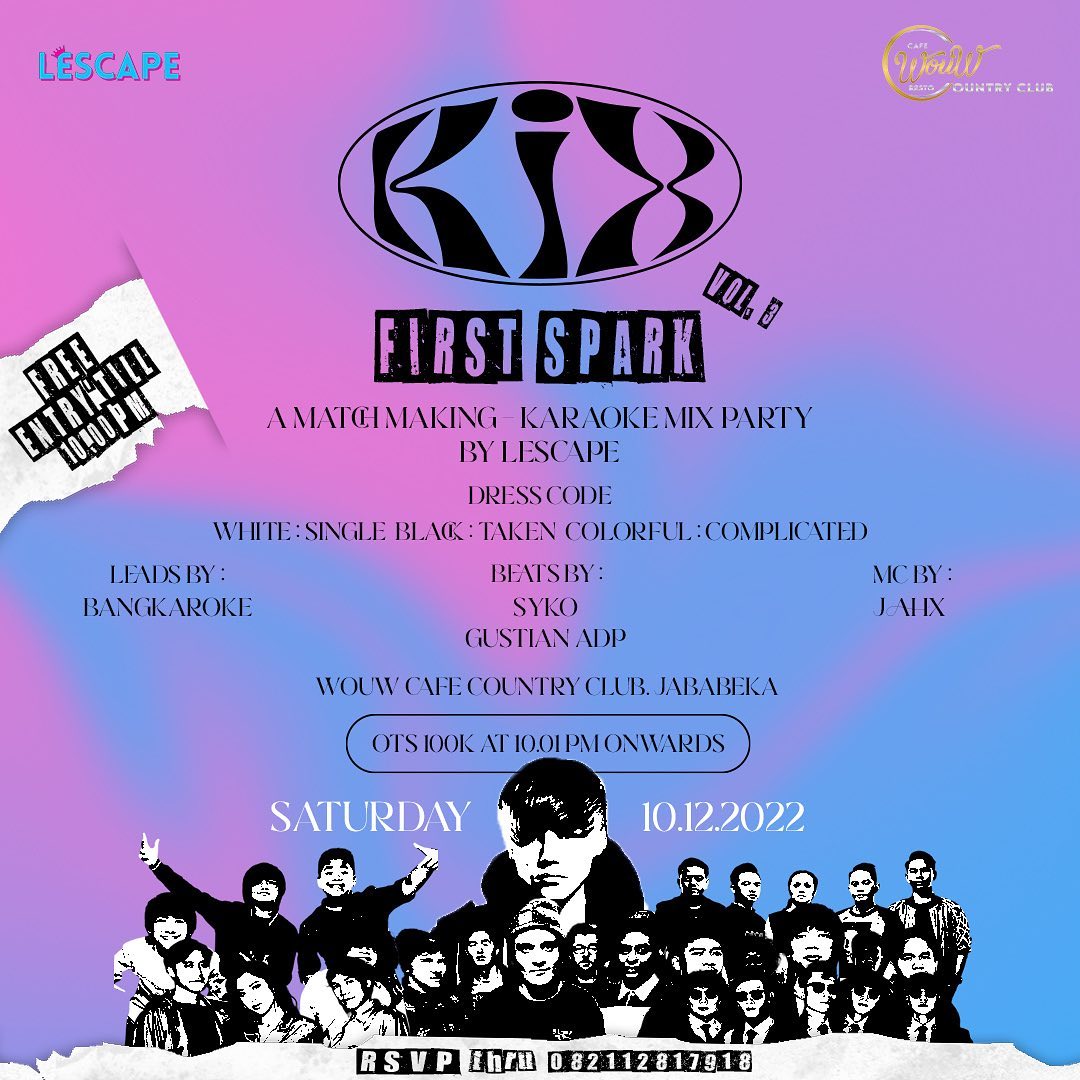 LESCAPE
CAFE
WouW
RESTO
COUNTRY CLUB
KiX
VOL. 3
FIRST SPARK
FREE
ENTRY TILL
10.00PM
A MATCH MAKING - KARAOKE MIX PARTY
BY LESCAPE
DRESS CODE
WHITE : SINGLE BLACK : TAKEN COLORFUL : COMPLICATED
LEADS BY :
BANGKAROKE
BEATS BY :
SYKO
GUSTIAN ADP
MC BY :
JAHX
WOUW CAFE COUNTRY CLUB. JABABEKA
OTS 100K AT 10.01 PM ONWARDS
SATURDAY 10.12.2022
RSVP thru 082112817918